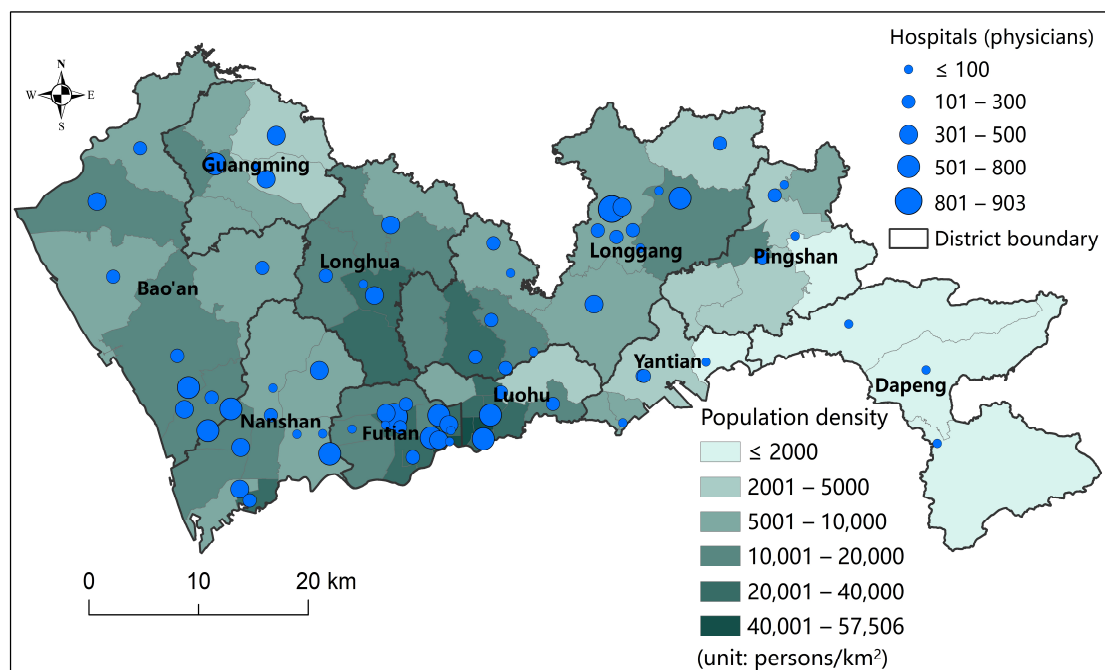 Hospitals (physicians)
≤ 100
101 – 300
301 – 500
501 – 800
801 – 903
District boundary
N
W E
S
Guangming
Longhua
Bao'an
Longgang
Pingshan
Yantian
Dapeng
Luohu
Nanshan
Futian
Population density
≤ 2000
2001 – 5000
5001 – 10,000
10,001 – 20,000
20,001 – 40,000
40,001 – 57,506
(unit: persons/km²)
0 10 20 km